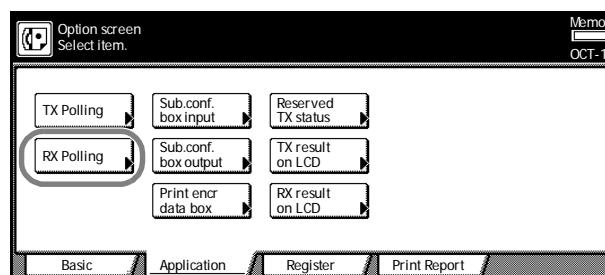 Option screen
Select item.
Memo
OCT-1
TX Polling
Sub.conf.
box input
Reserved
TX status
RX Polling
Sub.conf.
box output
TX result
on LCD
Print encr
data box
RX result
on LCD
Basic
Application
Register
Print Report